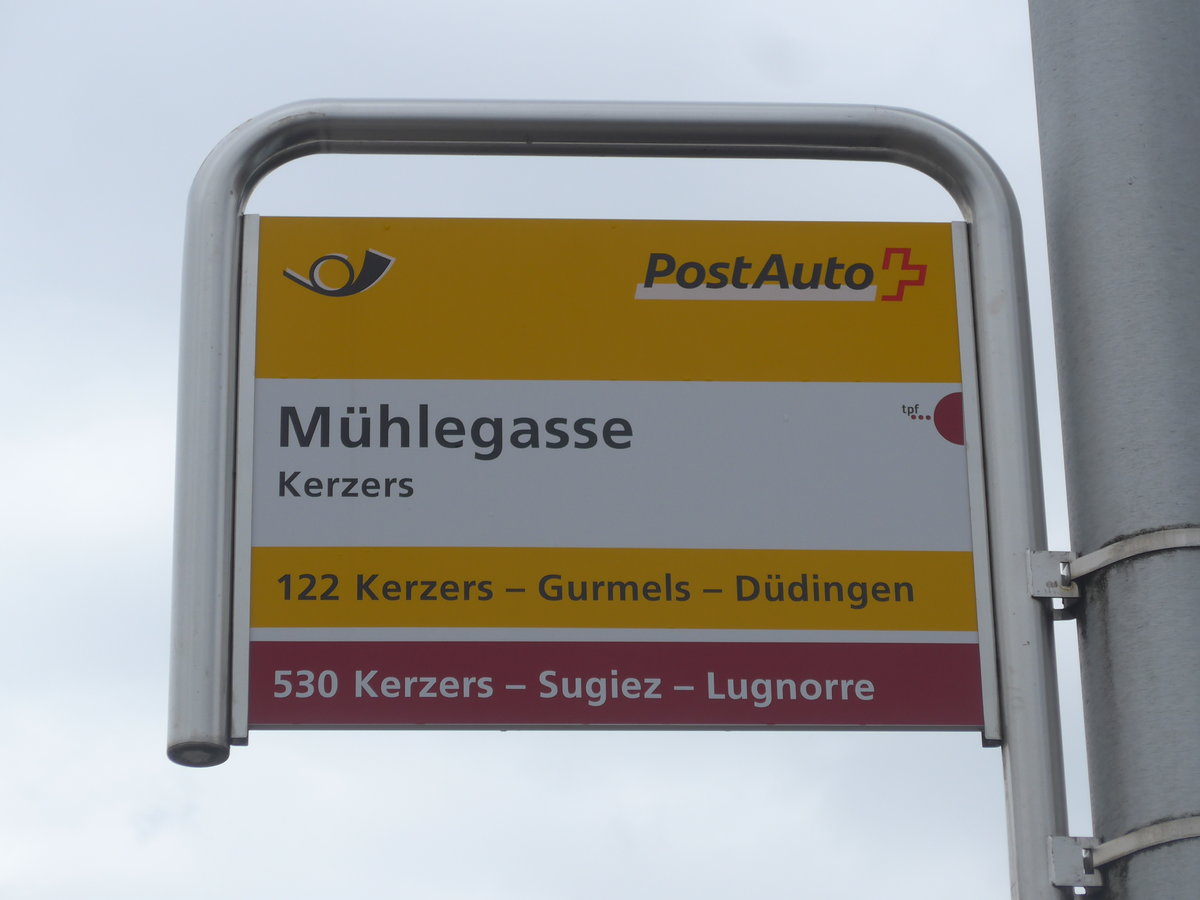 PostAuto
tpf
Mühlegasse
Kerzers
122 Kerzers – Gurmels – Düdingen
530 Kerzers – Sugiez – Lugnorre